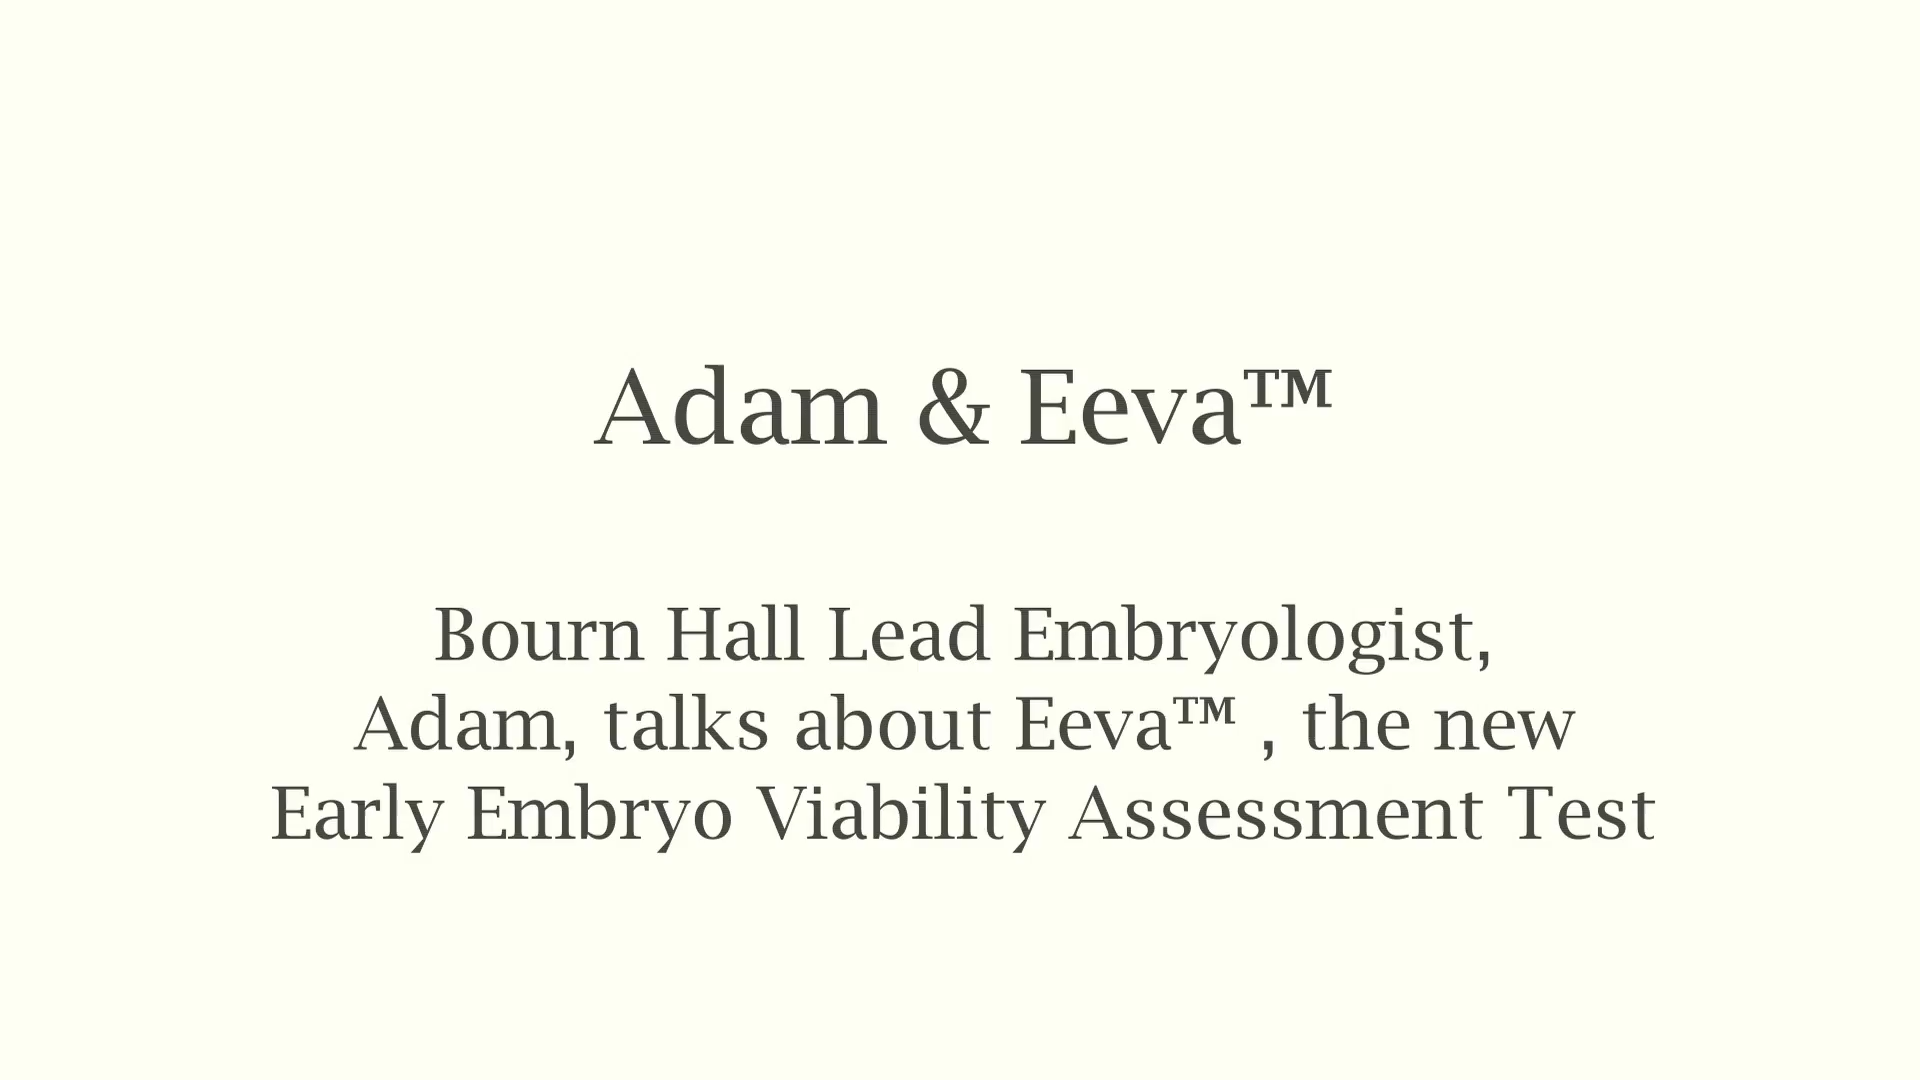 Adam & Eeva™
Bourn Hall Lead Embryologist,
Adam, talks about Eeva™ , the new
Early Embryo Viability Assessment Test